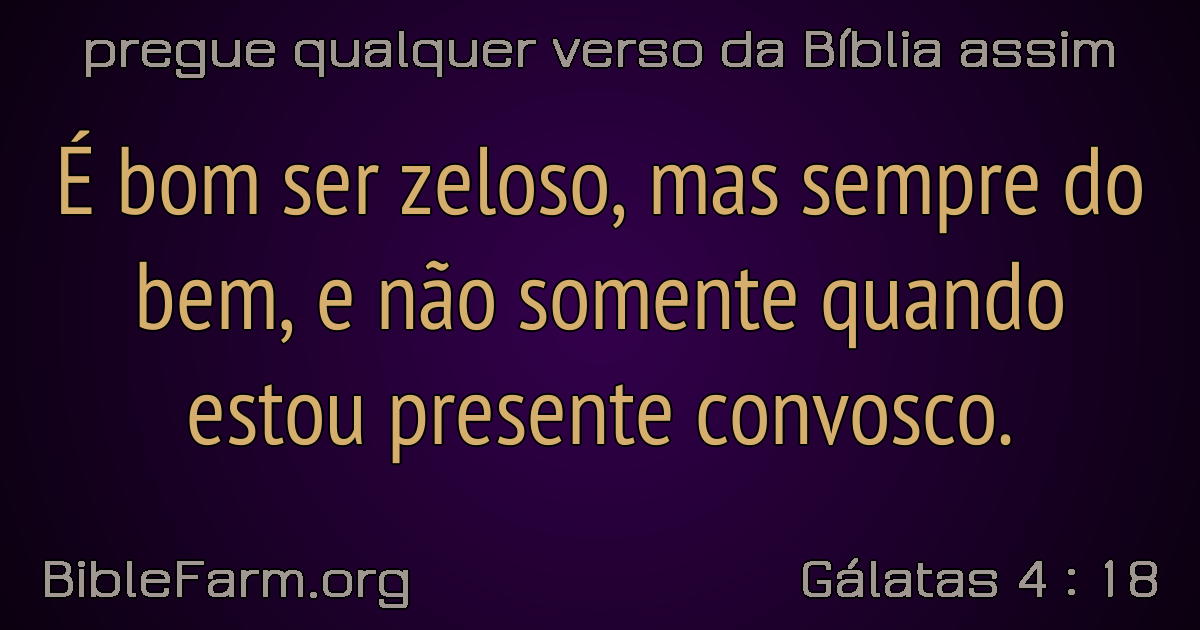 pregue qualquer verso da Bíblia assim
É bom ser zeloso, mas sempre do
bem, e não somente quando
estou presente convosco.
BibleFarm.org
Gálatas 4 : 18